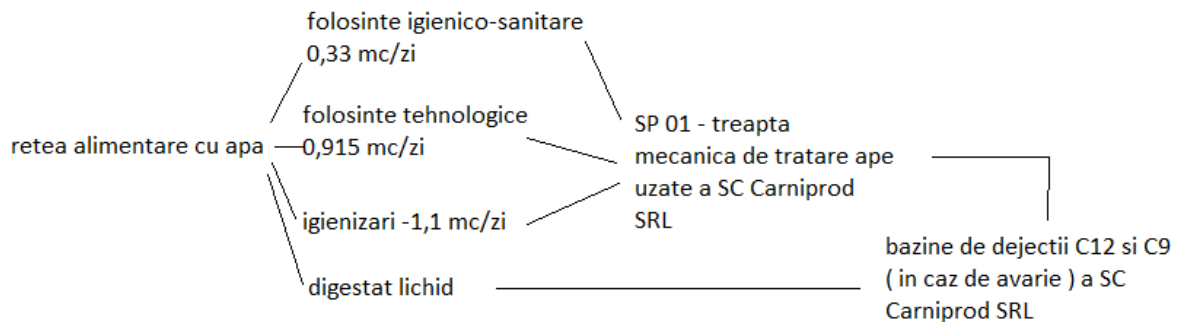 folosinte igienico-sanitare
0,33 mc/zi
folosinte tehnologice
0,915 mc/zi
retea alimentare cu apa
igienizari -1,1 mc/zi
digestat lichid
SP 01 - treapta
mecanica de tratare ape
uzate a SC Carniprod
SRL
bazine de dejectii C12 si C9
( in caz de avarie ) a SC
Carniprod SRL